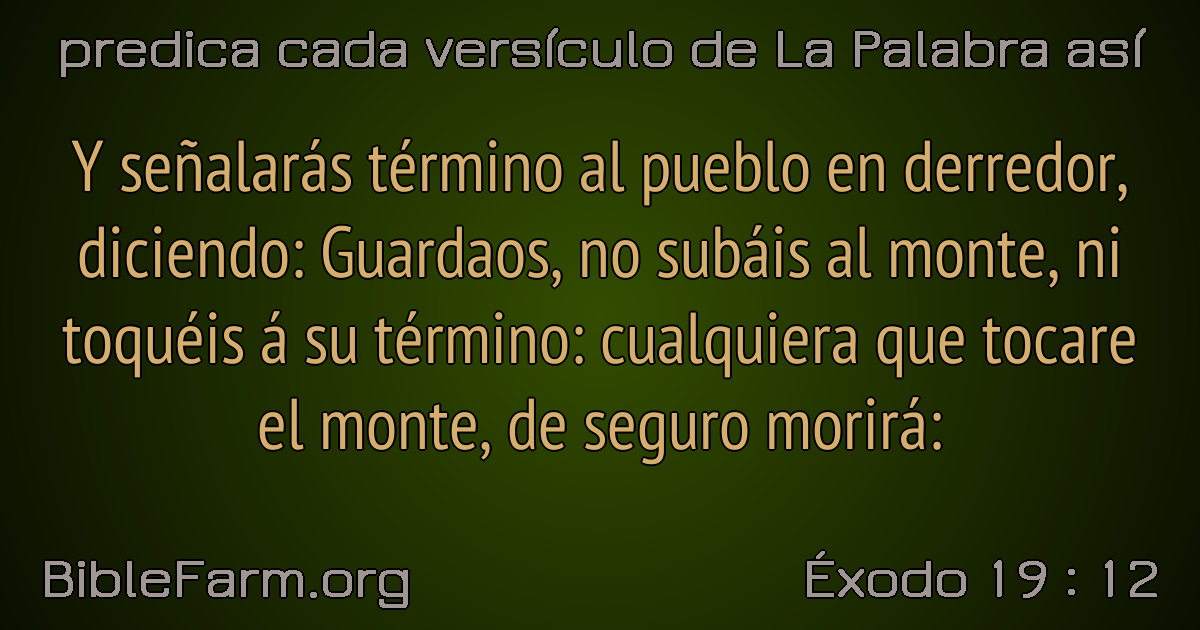 predica cada versículo de La Palabra así
Y señalarás término al pueblo en derredor,
diciendo: Guardaos, no subáis al monte, ni
toquéis á su término: cualquiera que tocare
el monte, de seguro morirá:
BibleFarm.org
Éxodo 19 : 12